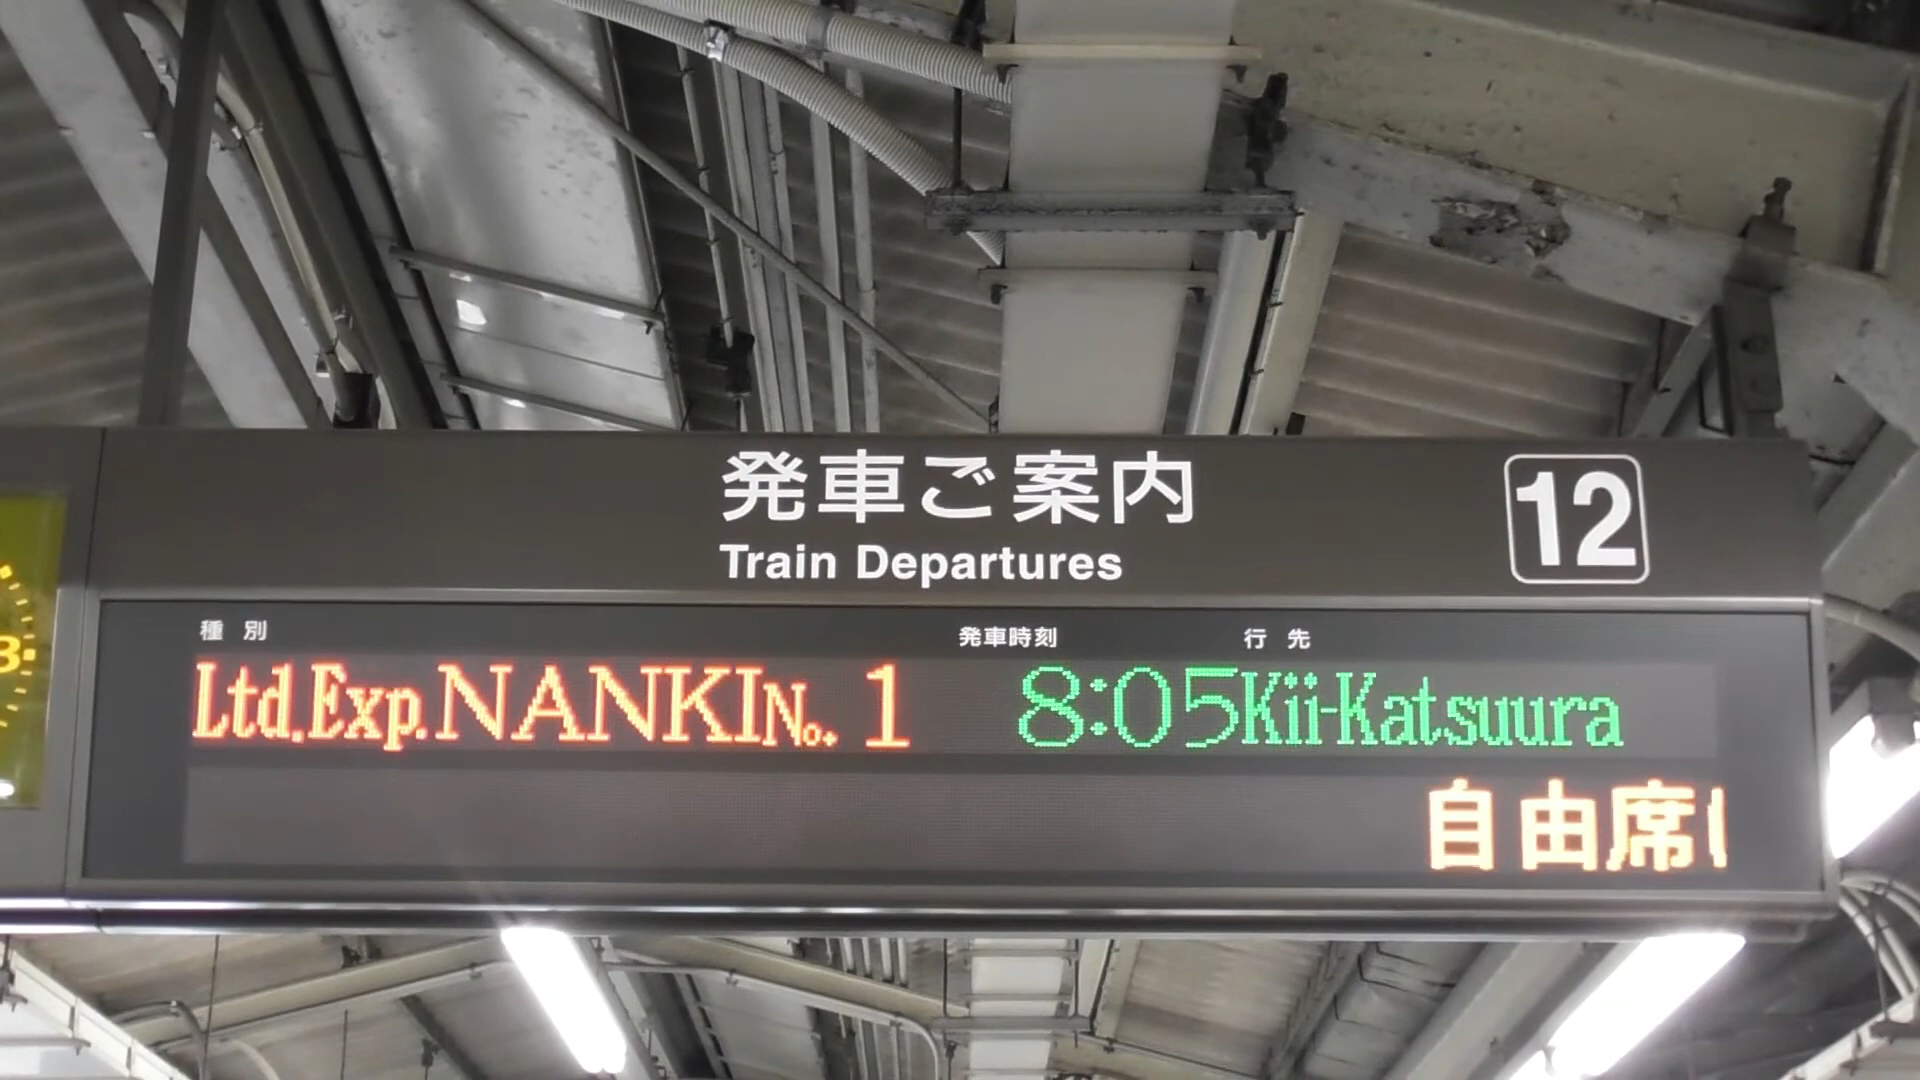 発車ご案内
12
Train Departures
種別 発車時刻 行先
Ltd.Exp.NANKI No. 1 8:05 Kii-Katsuura
自由席
3